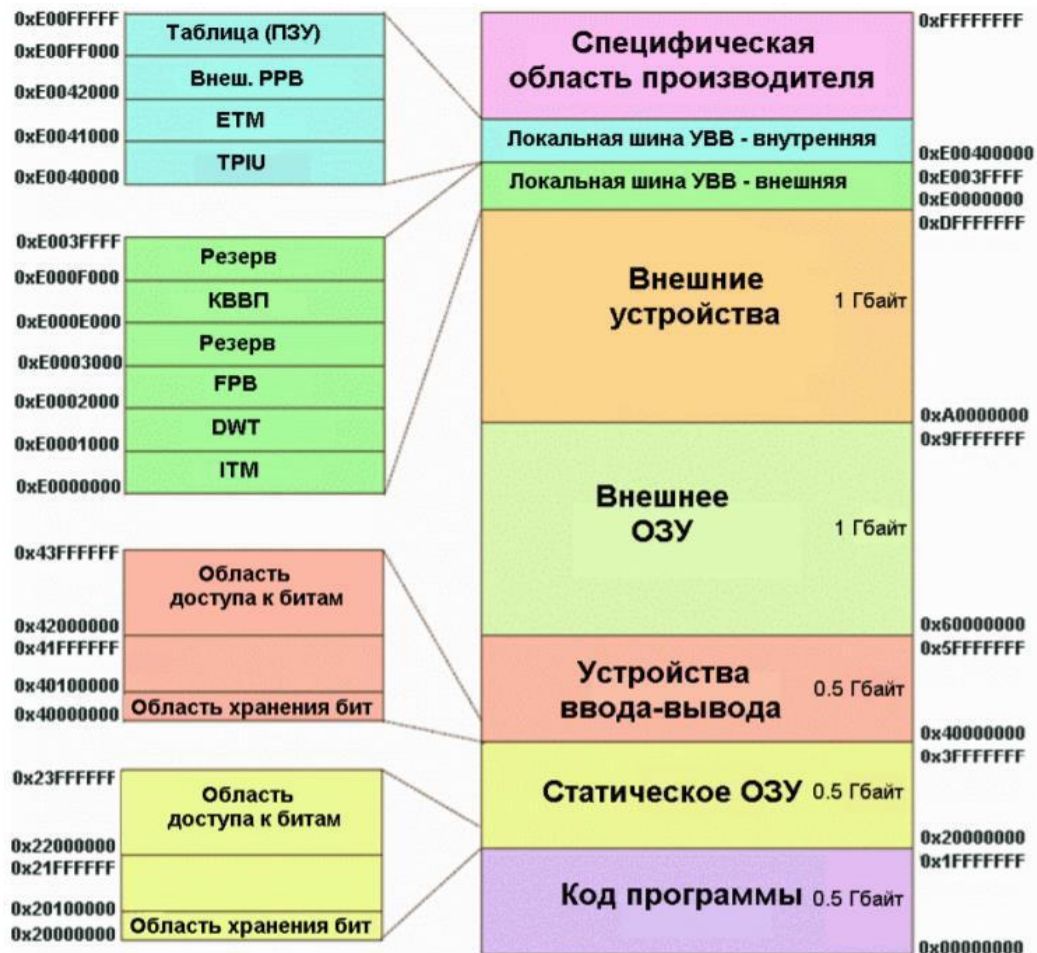 0xE00FFFFF
Таблица (ПЗУ)
0xE00FF000
Внеш. PPB
0xE0042000
ETM
0xE0041000
TPIU
0xE0040000
0xE003FFFF
Резерв
0xE000F000
КВВП
0xE000E000
Резерв
0xE0003000
FPB
0xE0002000
DWT
0xE0001000
ITM
0xE0000000
0x43FFFFFF
Область
доступа к битам
0x42000000
0x41FFFFFF
0x40100000
Область хранения бит
0x40000000
0x23FFFFFF
Область
доступа к битам
0x22000000
0x21FFFFFF
0x20100000
Область хранения бит
0x20000000
0xFFFFFFFF
Специфическая
область производителя
Локальная шина УВВ - внутренняя
0xE00400000
Локальная шина УВВ - внешняя
0xE003FFFF
0xE0000000
0xDFFFFFFF
Внешние
устройства
1 Гбайт
0xA0000000
0x9FFFFFFF
Внешнее
ОЗУ
1 Гбайт
0x60000000
0x5FFFFFFF
Устройства
ввода-вывода
0.5 Гбайт
0x40000000
0x3FFFFFFF
Статическое ОЗУ 0.5 Гбайт
0x20000000
0x1FFFFFFF
Код программы 0.5 Гбайт
0x00000000